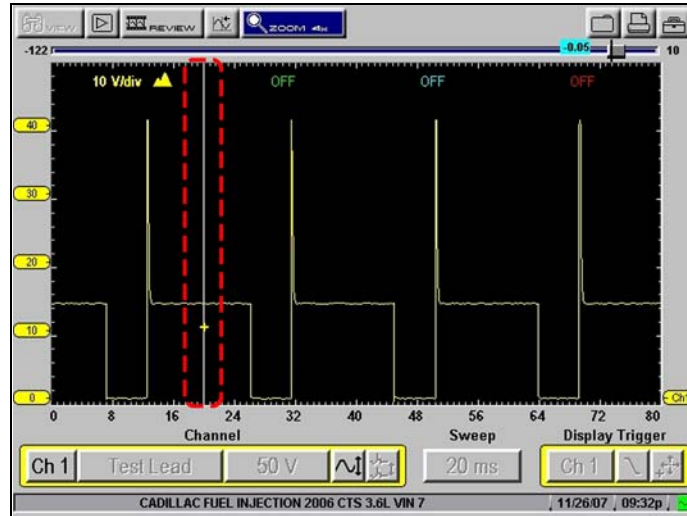 VIEW REVIEW ZOOM 4x
-122 -0.05 10
10 V/div OFF OFF OFF
40
30
20
10
0 Ch1
0 8 16 24 32 40 48 56 64 72 80
Channel Sweep Display Trigger
Ch 1 Test Lead 50 V 20 ms Ch 1
CADILLAC FUEL INJECTION 2006 CTS 3.6L VIN 7 11/26/07 09:32p